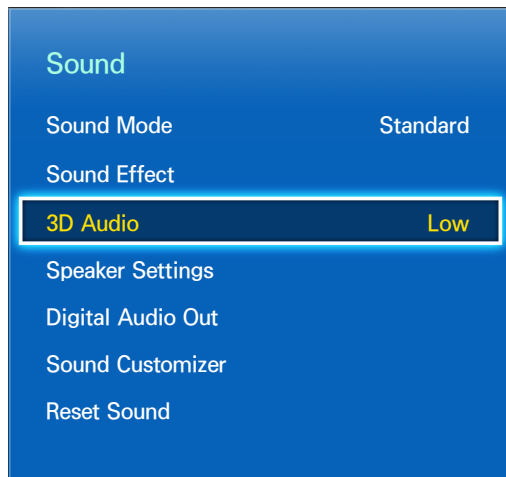 Sound
Sound Mode Standard
Sound Effect
3D Audio Low
Speaker Settings
Digital Audio Out
Sound Customizer
Reset Sound